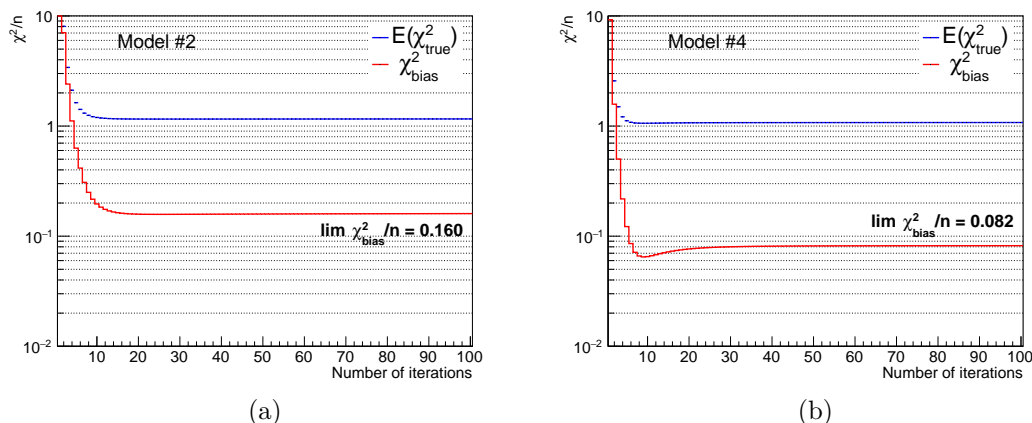 χ²/n
10
1
10⁻¹
10⁻²
Model #2
E(χ²true)
χ²bias
lim χ²bias/n = 0.160
10 20 30 40 50 60 70 80 90 100
Number of iterations
(a)
χ²/n
10
1
10⁻¹
10⁻²
Model #4
E(χ²true)
χ²bias
lim χ²bias/n = 0.082
10 20 30 40 50 60 70 80 90 100
Number of iterations
(b)